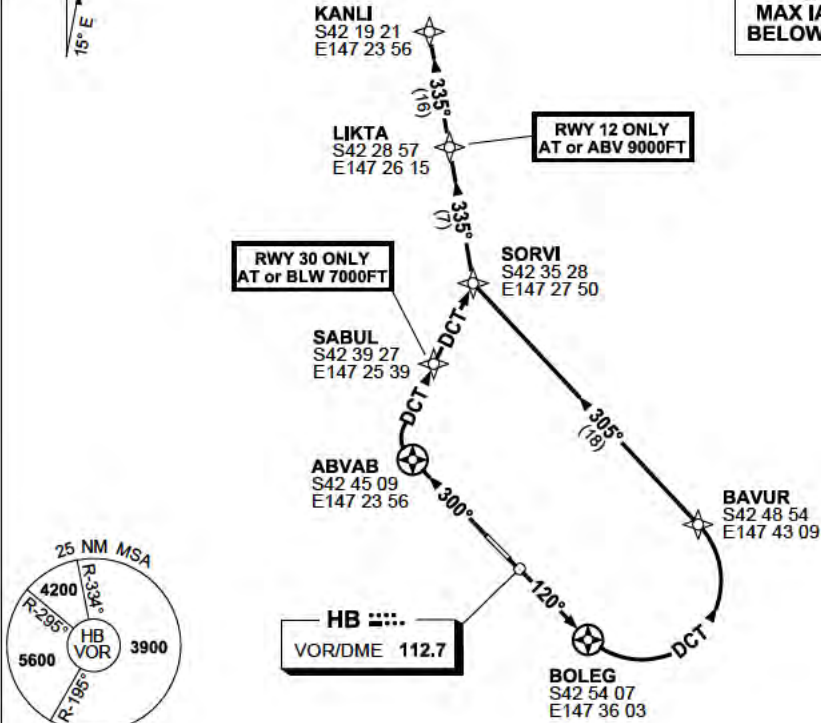 KANLI
S42 19 21
E147 23 56
MAX IA
BELOW
15° E
335°
(16)
LIKTA
S42 28 57
E147 26 15
RWY 12 ONLY
AT or ABV 9000FT
335°
(7)
SORVI
S42 35 28
E147 27 50
RWY 30 ONLY
AT or BLW 7000FT
DCT
SABUL
S42 39 27
E147 25 39
DCT
305°
(18)
ABVAB
S42 45 09
E147 23 56
300°
BAVUR
S42 48 54
E147 43 09
25 NM MSA
4200
R-334°
R-295°
HB
VOR
3900
5600
R-195°
120°
HB
VOR/DME 112.7
DCT
BOLEG
S42 54 07
E147 36 03